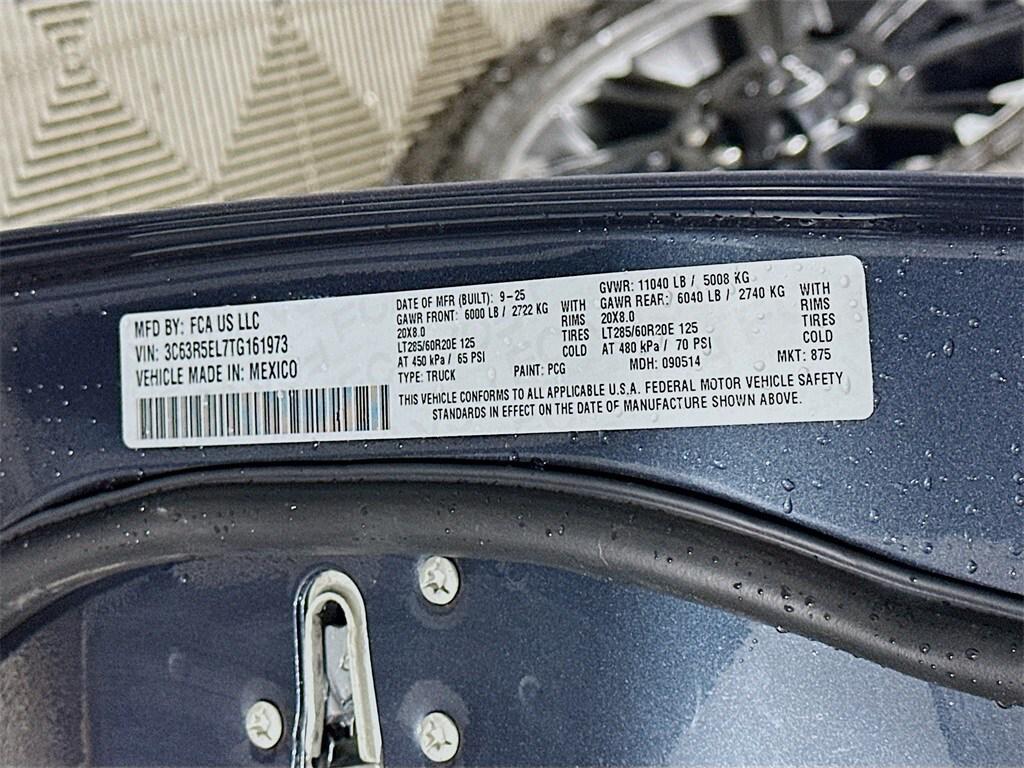 MFD BY: FCA US LLC
VIN: 3C63R5EL7TG161973
VEHICLE MADE IN: MEXICO
DATE OF MFR (BUILT): 9-25
GAWR FRONT: 6000 LB / 2722 KG WITH
20X8.0 RIMS
LT285/60R20E 125 TIRES
AT 450 kPa / 65 PSI COLD
TYPE: TRUCK PAINT: PCG
GVWR: 11040 LB / 5008 KG
GAWR REAR: 6040 LB / 2740 KG WITH
20X8.0 RIMS
LT285/60R20E 125 TIRES
AT 480 kPa / 70 PSI COLD
MDH: 090514 MKT: 875
THIS VEHICLE CONFORMS TO ALL APPLICABLE U.S.A. FEDERAL MOTOR VEHICLE SAFETY
STANDARDS IN EFFECT ON THE DATE OF MANUFACTURE SHOWN ABOVE.